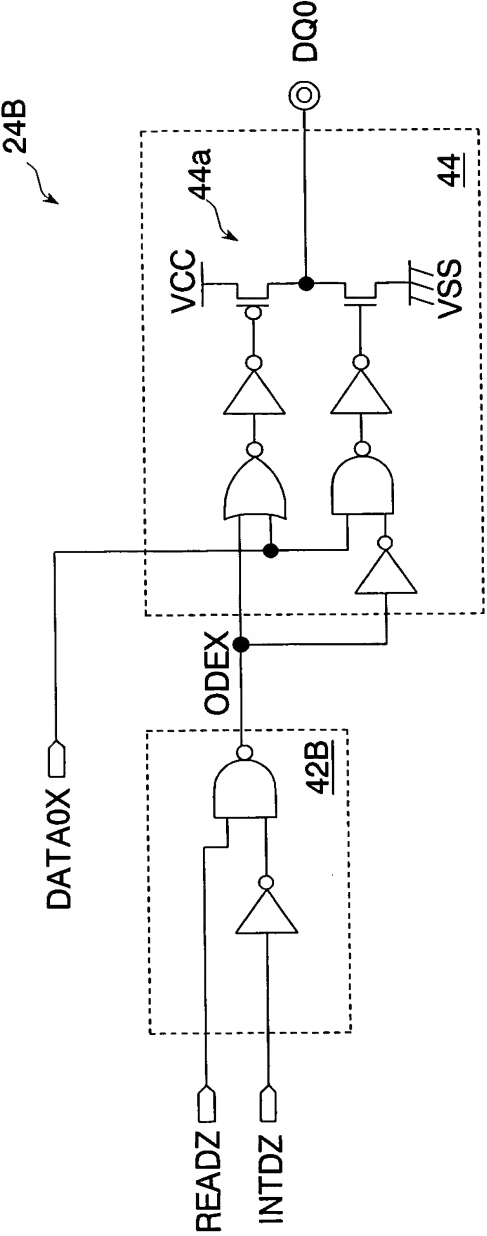 24B
DATA0X
READZ
INTDZ
42B
ODEX
VCC
44a
VSS
44
DQ0